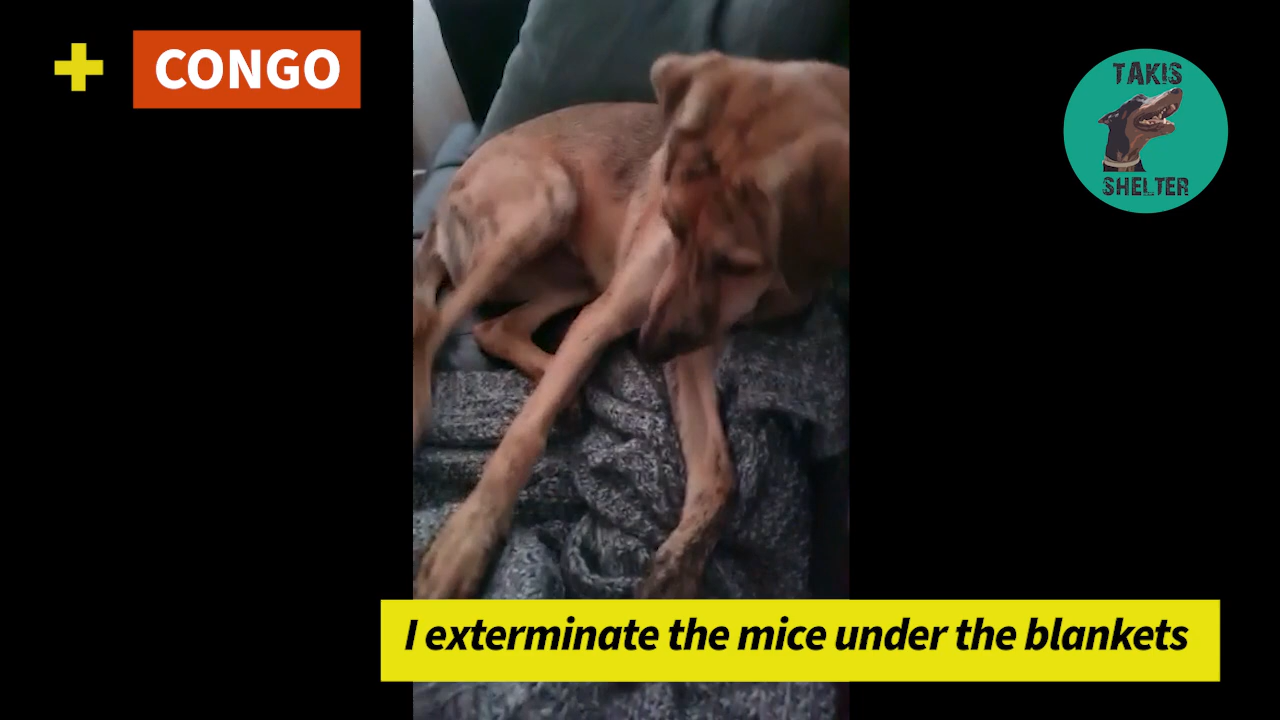 + CONGO
TAKIS
SHELTER
I exterminate the mice under the blankets